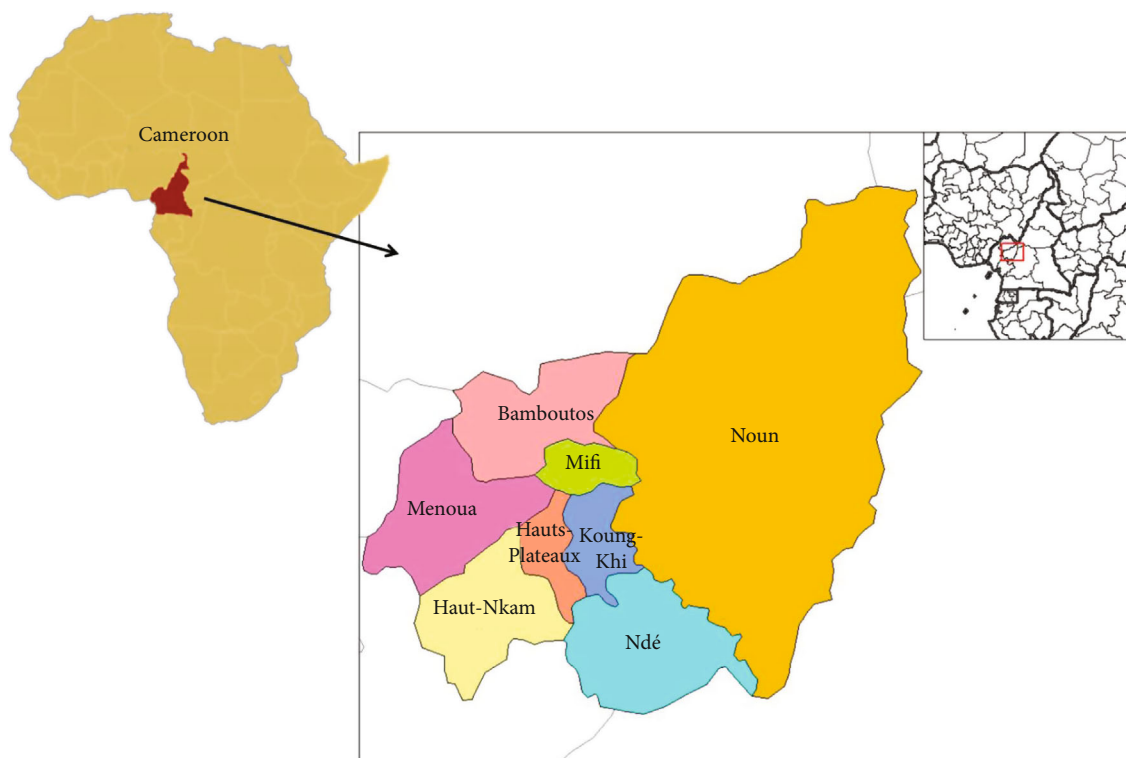 Cameroon
Bamboutos
Noun
Mifi
Menoua
Hauts-
Plateaux
Koung-
Khi
Haut-Nkam
Ndé